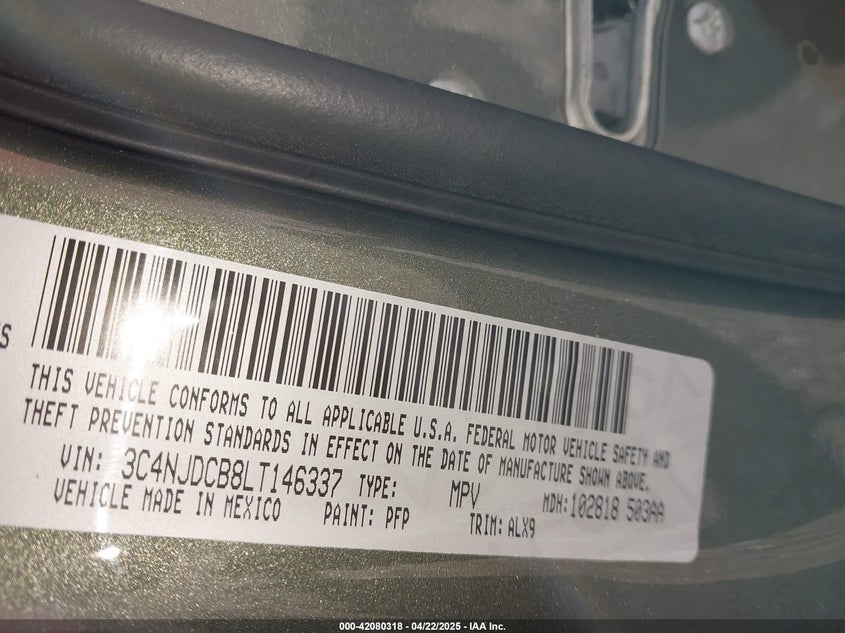 THIS VEHICLE CONFORMS TO ALL APPLICABLE U.S.A. FEDERAL MOTOR VEHICLE SAFETY AND
THEFT PREVENTION STANDARDS IN EFFECT ON THE DATE OF MANUFACTURE SHOWN ABOVE.
VIN: 3C4NJDCB8LT146337 TYPE: MPV MDH:102818 503AA
VEHICLE MADE IN MEXICO PAINT: PFP TRIM: ALX9
000-42080318 - 04/22/2025 - IAA Inc.